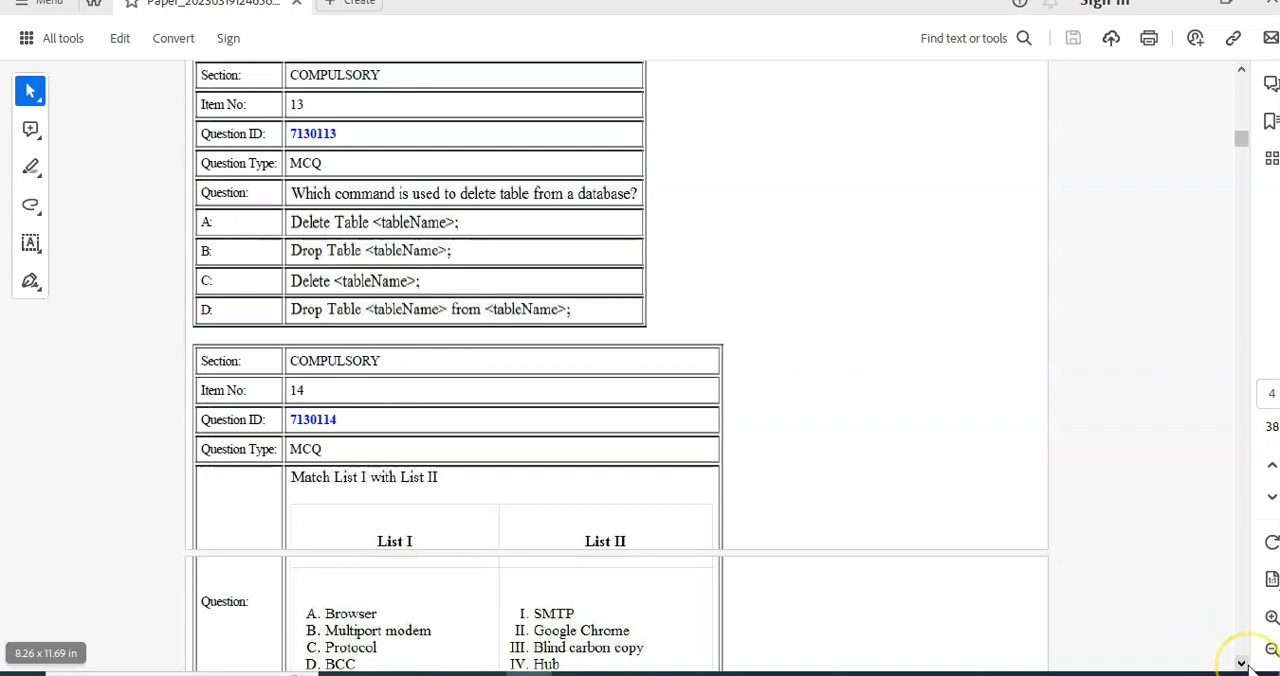 Menu
Paper_20230319124656...
Create
Sign in
All tools
Edit
Convert
Sign
Find text or tools
Section: COMPULSORY
Item No: 13
Question ID: 7130113
Question Type: MCQ
Question: Which command is used to delete table from a database?
A: Delete Table <tableName>;
B: Drop Table <tableName>;
C: Delete <tableName>;
D: Drop Table <tableName> from <tableName>;
Section: COMPULSORY
Item No: 14
Question ID: 7130114
Question Type: MCQ
Match List I with List II
List I List II
Question:
A. Browser I. SMTP
B. Multiport modem II. Google Chrome
C. Protocol III. Blind carbon copy
D. BCC IV. Hub
4
38
1:1
8.26 x 11.69 in